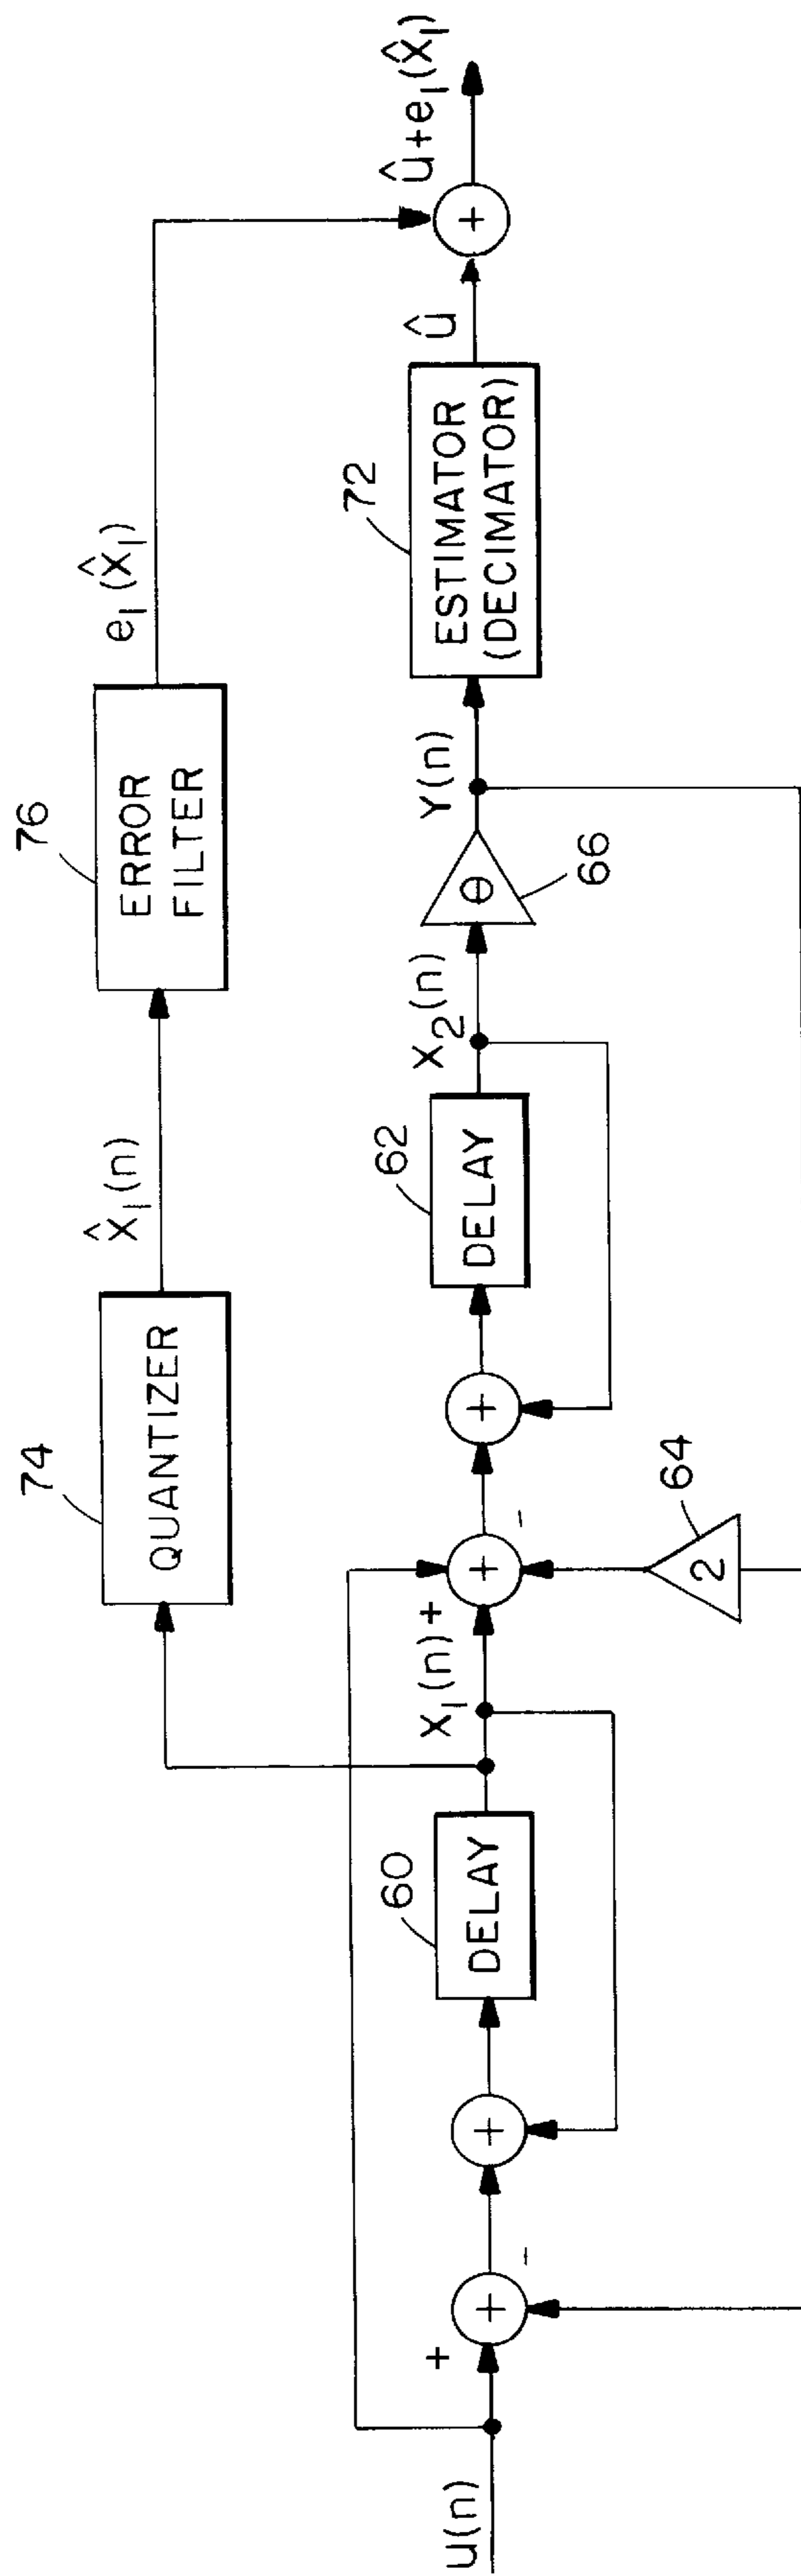 74
QUANTIZER
x̂₁(n)
76
ERROR
FILTER
e₁(x̂₁)
û+e₁(x̂₁)
u(n)
+
+
-
+
60
DELAY
x₁(n)
+
+
-
2
64
+
62
DELAY
x₂(n)
θ
66
Y(n)
72
ESTIMATOR
(DECIMATOR)
û
+